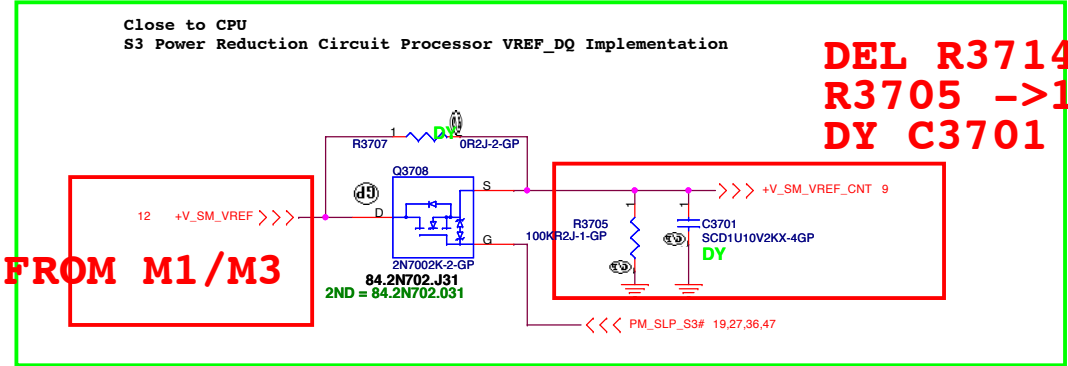 Close to CPU
S3 Power Reduction Circuit Processor VREF_DQ Implementation
DEL R3714
R3705 ->1
DY C3701
1
R3707
DY
0R2J-2-GP
Q3708
S
D
G
12 +V_SM_VREF
+V_SM_VREF_CNT 9
1
R3705
100KR2J-1-GP
1
C3701
SCD1U10V2KX-4GP
DY
FROM M1/M3
2N7002K-2-GP
84.2N702.J31
2ND = 84.2N702.031
PM_SLP_S3# 19,27,36,47